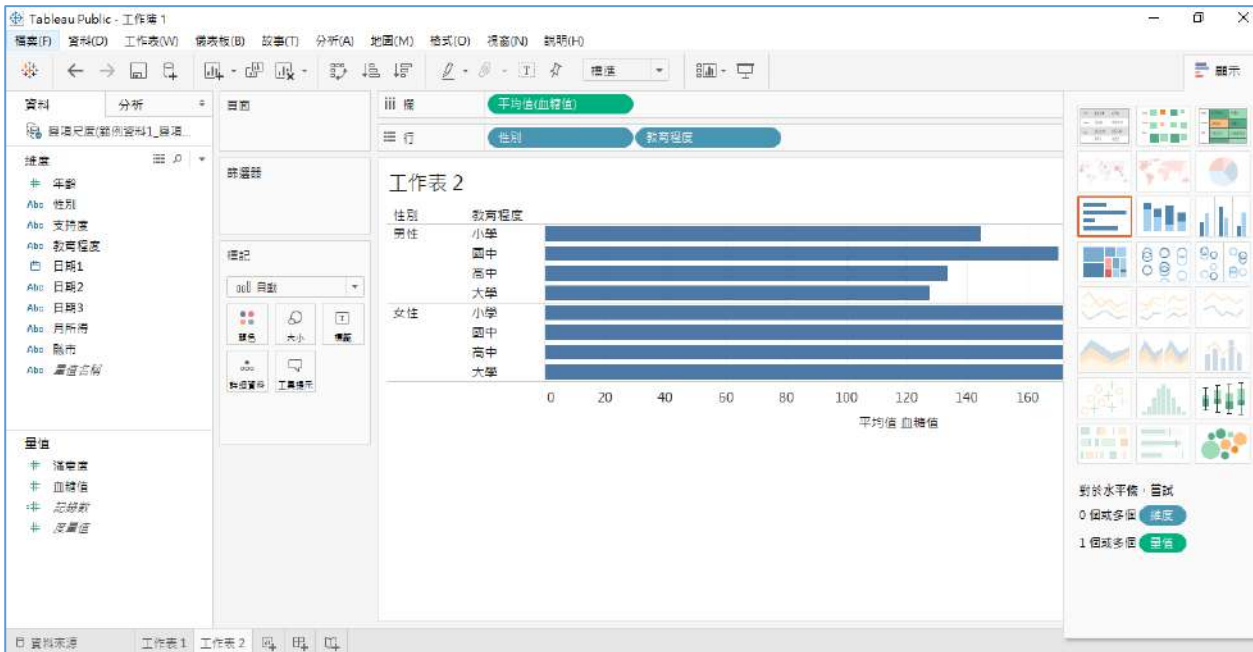 Tableau Public - 工作簿 1
檔案(F) 資料(D) 工作表(W) 儀表板(B) 故事(T) 分析(A) 地圖(M) 格式(O) 視窗(N) 説明(H)
標準
顯示
資料 分析
頁面
欄 平均值(血糖值)
行 性別 教育程度
維度
# 年齡
Abc 性別
Abc 支持度
Abc 教育程度
日期1
Abc 日期2
Abc 日期3
Abc 月所得
Abc 縣市
Abc 量值名稱
量值
# 滿意度
# 血糖值
記錄數
# 度量值
篩選器
標記
自動
顏色 大小 標籤
詳細資料 工具提示
工作表 2
性別 教育程度
男性 小學
國中
高中
大學
女性 小學
國中
高中
大學
0 20 40 60 80 100 120 140 160
平均值 血糖值
對於水平條，嘗試
0 個或多個 維度
1 個或多個 量值
資料來源 工作表 1 工作表 2